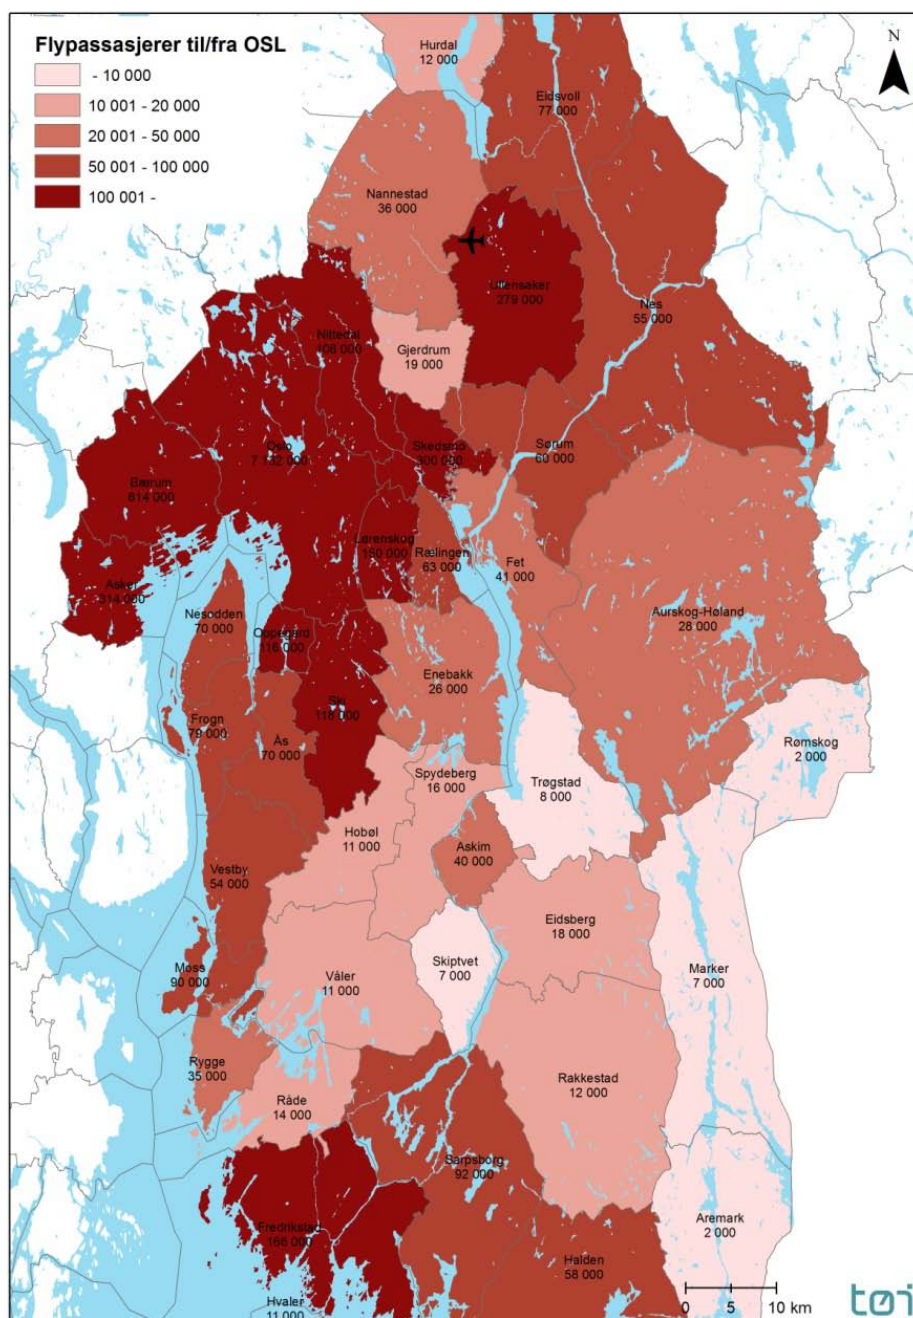 Flypassasjerer til/fra OSL
- 10 000
10 001 - 20 000
20 001 - 50 000
50 001 - 100 000
100 001 -
N
Hurdal
12 000
Eidsvoll
77 000
Nannestad
36 000
Ullensaker
279 000
Nes
55 000
Nittedal
108 000
Gjerdrum
19 000
Oslo
7 132 000
Skedsmo
300 000
Sørum
60 000
Bærum
614 000
Lørenskog
150 000
Rælingen
63 000
Fet
41 000
Asker
314 000
Nesodden
70 000
Aurskog-Høland
28 000
Oppegård
116 000
Enebakk
26 000
Ski
118 000
Frogn
79 000
Ås
70 000
Rømskog
2 000
Spydeberg
16 000
Trøgstad
8 000
Hobøl
11 000
Askim
40 000
Vestby
54 000
Eidsberg
18 000
Skiptvet
7 000
Moss
90 000
Våler
11 000
Marker
7 000
Rygge
35 000
Rakkestad
12 000
Råde
14 000
Sarpsborg
92 000
Fredrikstad
166 000
Aremark
2 000
Halden
58 000
Hvaler
11 000
0 5 10 km
tøi